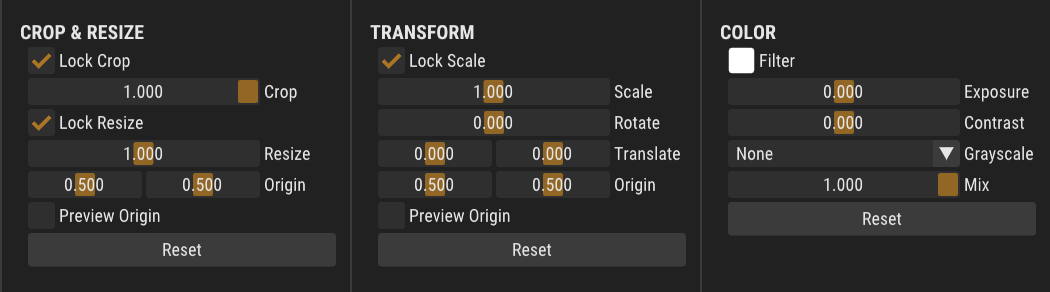 CROP & RESIZE
Lock Crop
1.000 Crop
Lock Resize
1.000 Resize
0.500 0.500 Origin
Preview Origin
Reset
TRANSFORM
Lock Scale
1.000 Scale
0.000 Rotate
0.000 0.000 Translate
0.500 0.500 Origin
Preview Origin
Reset
COLOR
Filter
0.000 Exposure
0.000 Contrast
None Grayscale
1.000 Mix
Reset